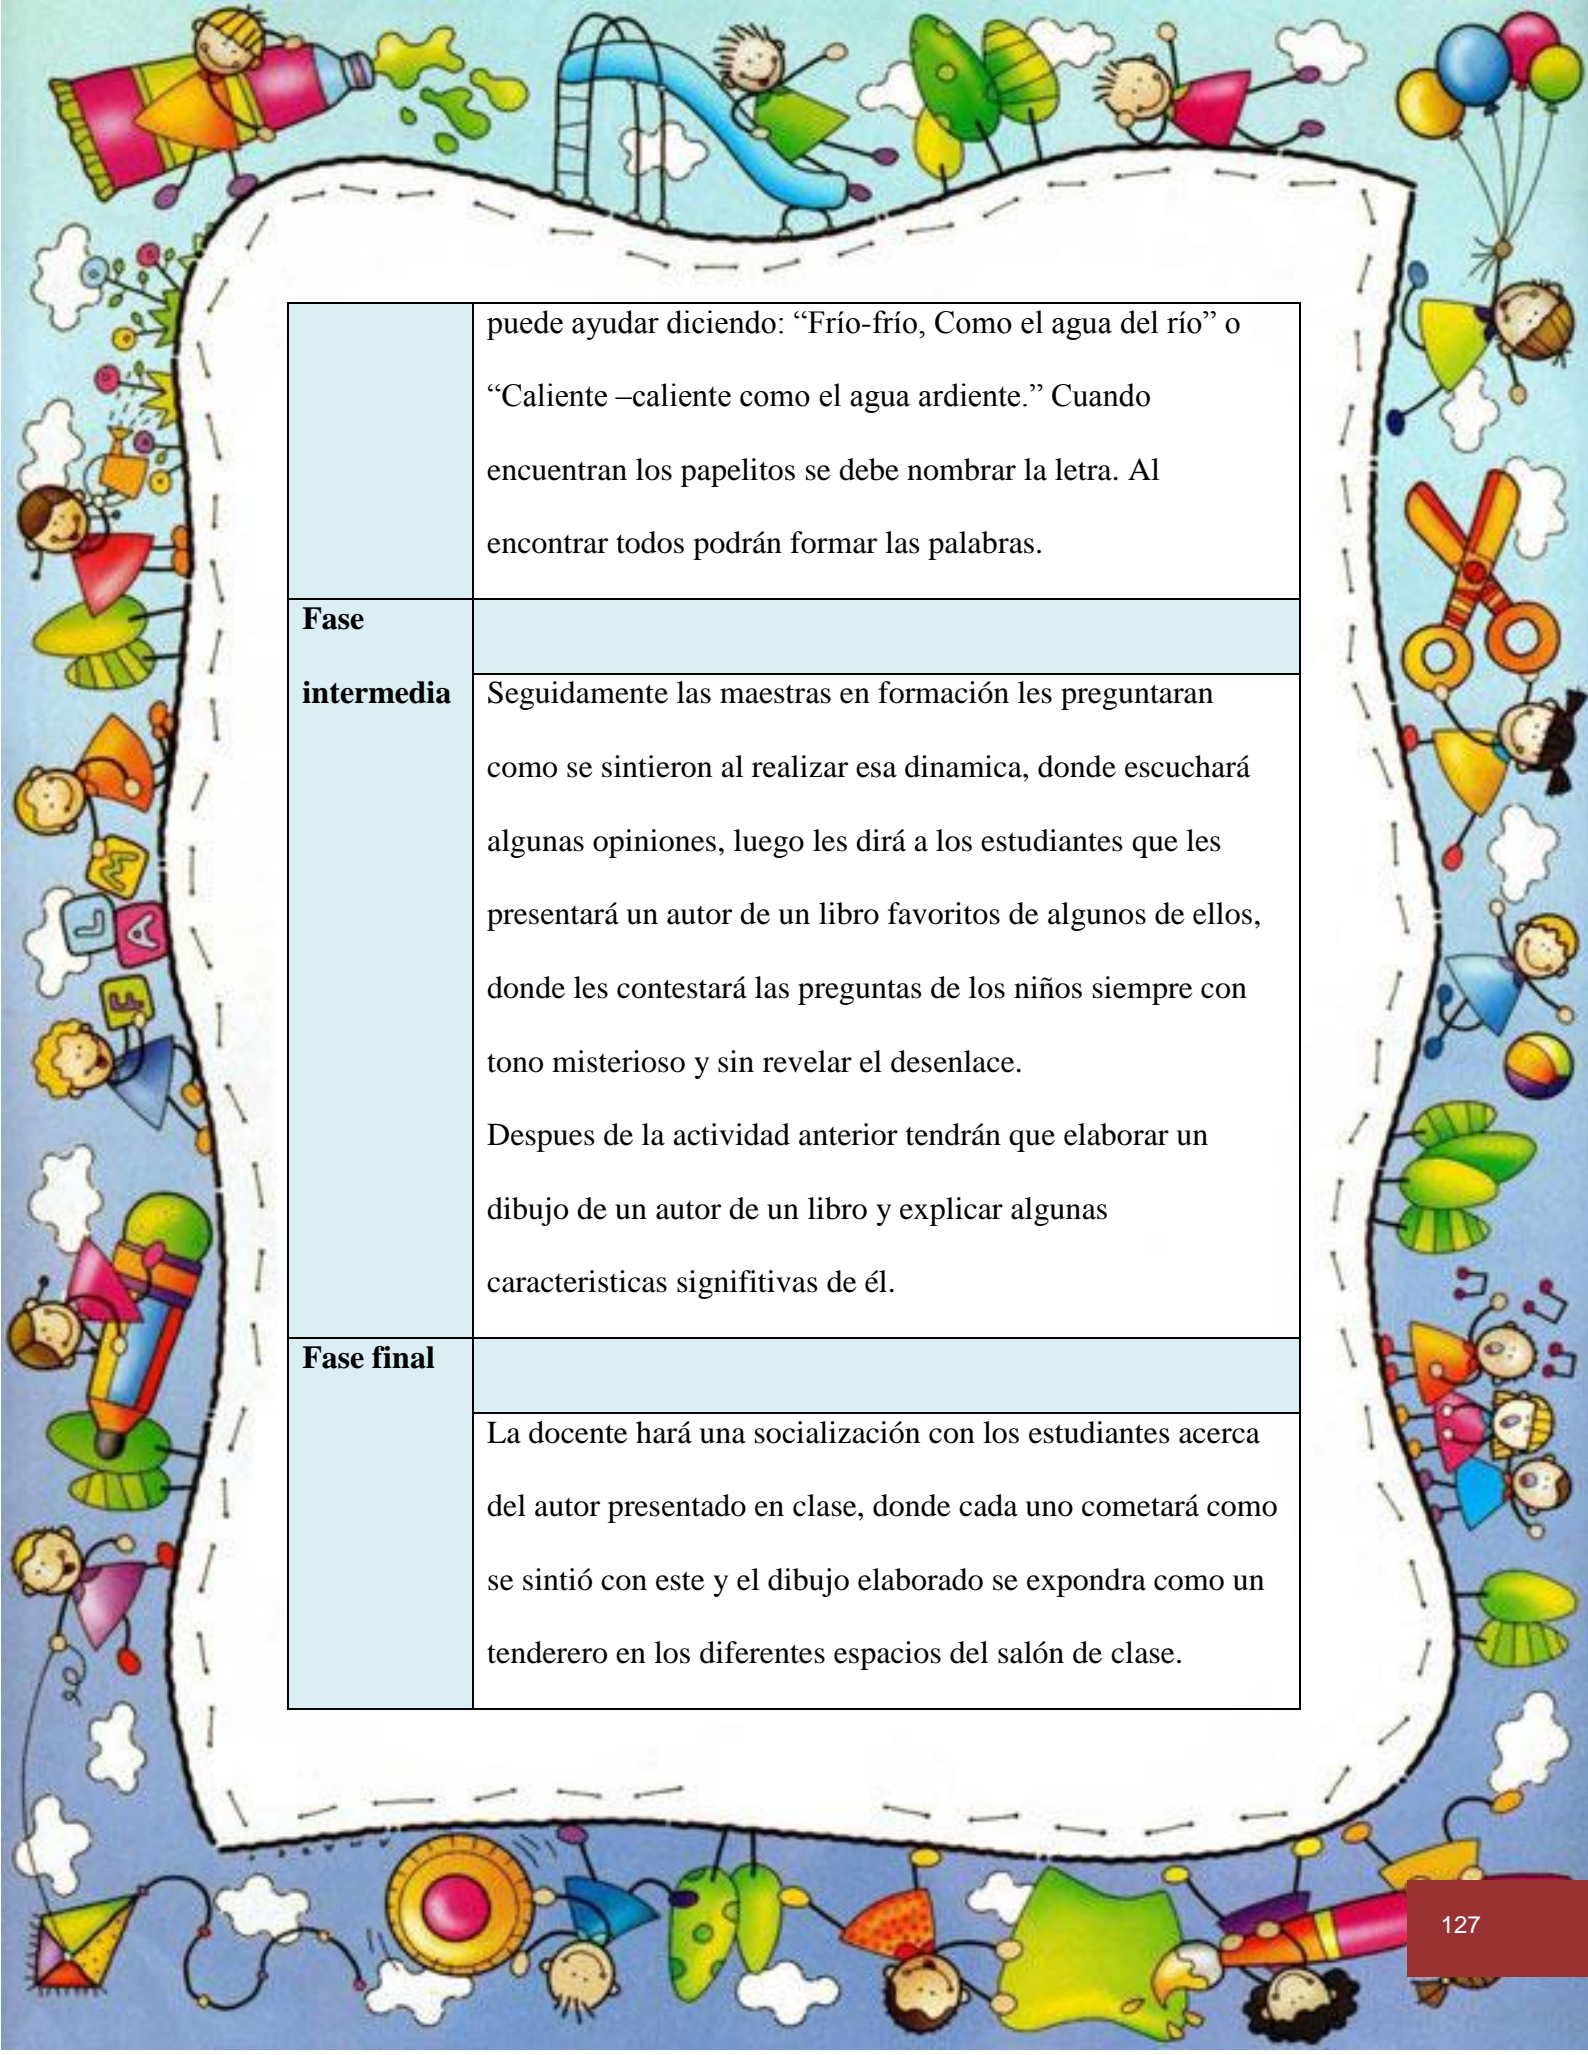 puede ayudar diciendo: “Frío-frío, Como el agua del río” o
“Caliente –caliente como el agua ardiente.” Cuando
encuentran los papelitos se debe nombrar la letra. Al
encontrar todos podrán formar las palabras.
Fase
intermedia
Seguidamente las maestras en formación les preguntaran
como se sintieron al realizar esa dinamica, donde escuchará
algunas opiniones, luego les dirá a los estudiantes que les
presentará un autor de un libro favoritos de algunos de ellos,
donde les contestará las preguntas de los niños siempre con
tono misterioso y sin revelar el desenlace.
Despues de la actividad anterior tendrán que elaborar un
dibujo de un autor de un libro y explicar algunas
caracteristicas signifitivas de él.
Fase final
La docente hará una socialización con los estudiantes acerca
del autor presentado en clase, donde cada uno cometará como
se sintió con este y el dibujo elaborado se expondra como un
tenderero en los diferentes espacios del salón de clase.
M
L
A
F
127